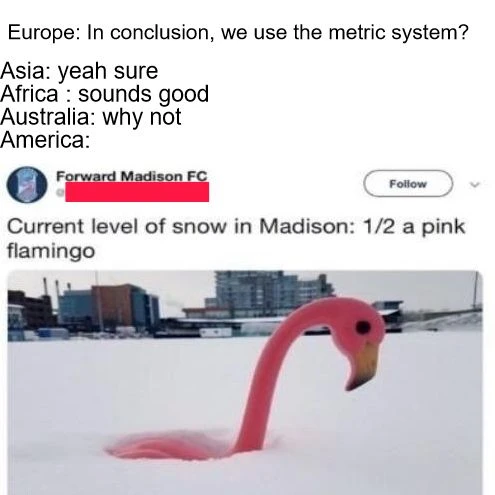 Europe: In conclusion, we use the metric system?
Asia: yeah sure
Africa : sounds good
Australia: why not
America:
Forward Madison FC
Follow
@
Current level of snow in Madison: 1/2 a pink
flamingo